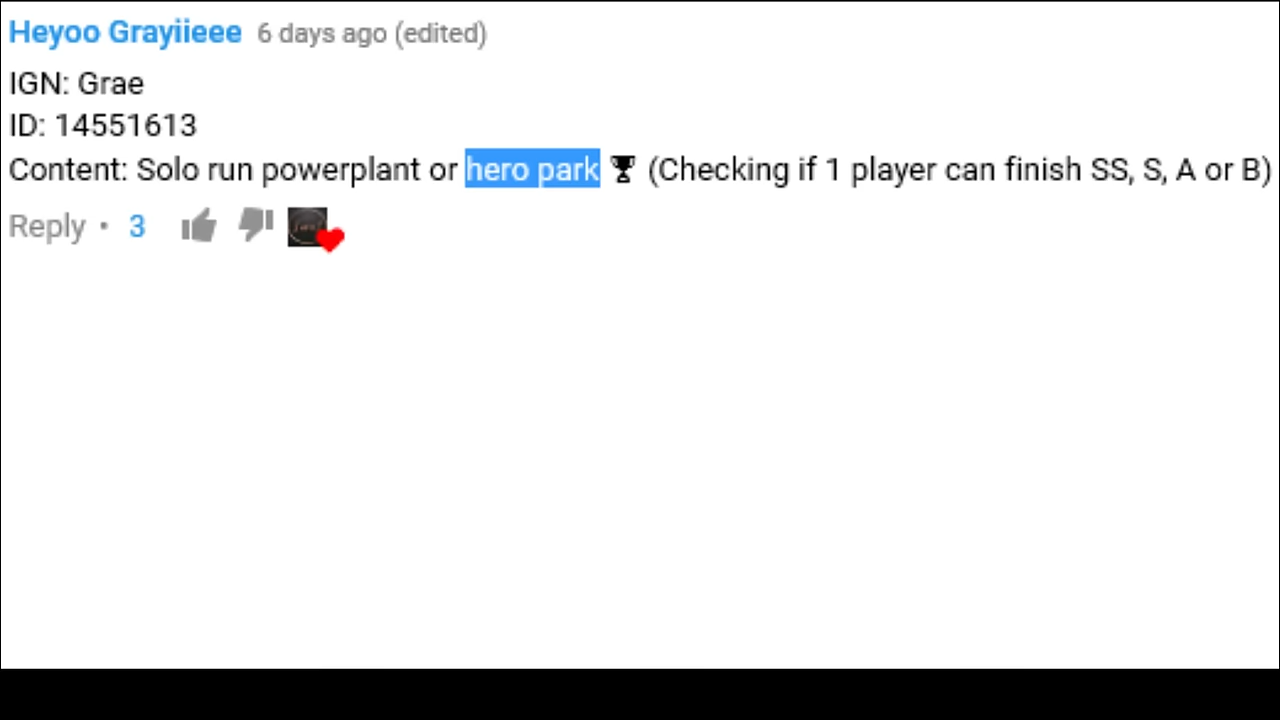 Heyoo Grayiieee 6 days ago (edited)
IGN: Grae
ID: 14551613
Content: Solo run powerplant or hero park 🏆 (Checking if 1 player can finish SS, S, A or B)
Reply • 3